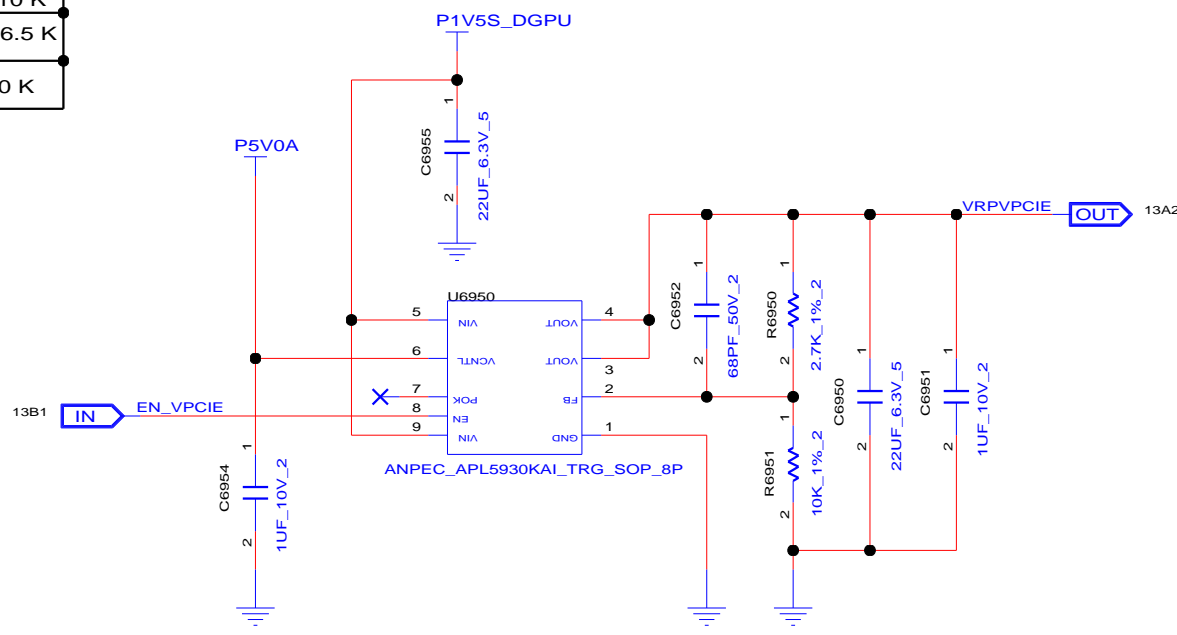 10 K
6.5 K
0 K
P1V5S_DGPU
P5V0A
1
C6955
22UF_6.3V_5
2
VRPVPCIE
OUT
13A2
U6950
5
VIN
6
VCNTL
7
POK
8
EN
9
VIN
VOUT
4
VOUT
3
FB
2
GND
1
ANPEC_APL5930KAI_TRG_SOP_8P
13B1
IN
EN_VPCIE
1
C6954
1UF_10V_2
2
1
C6952
68PF_50V_2
2
1
R6950
2.7K_1%_2
2
1
R6951
10K_1%_2
2
1
C6950
22UF_6.3V_5
2
1
C6951
1UF_10V_2
2